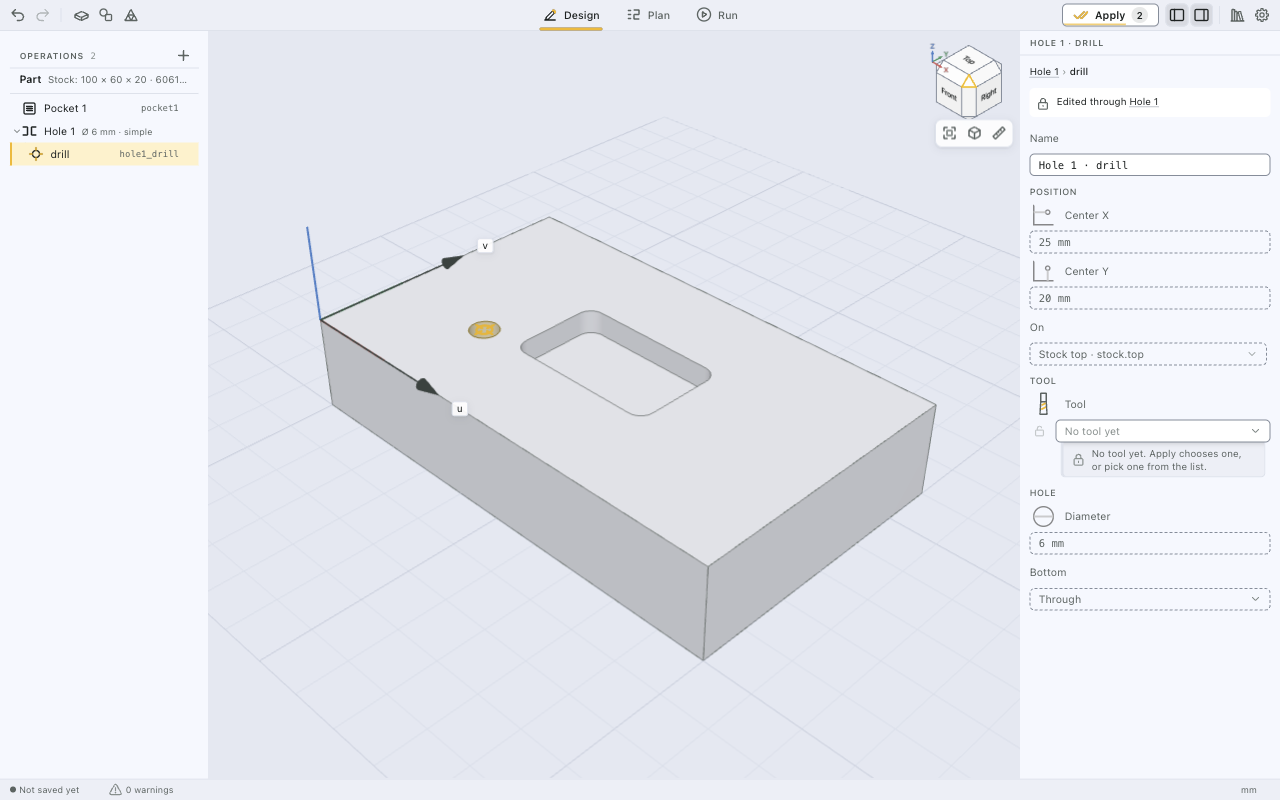 Design
Plan
Run
Apply 2
OPERATIONS 2
Part Stock: 100 × 60 × 20 · 6061...
Pocket 1 pocket1
Hole 1 Ø 6 mm · simple
drill hole1_drill
v
u
Z
Y
X
Top
Front
Right
HOLE 1 · DRILL
Hole 1 › drill
Edited through Hole 1
Name
Hole 1 · drill
POSITION
Center X
25 mm
Center Y
20 mm
On
Stock top · stock.top
TOOL
Tool
No tool yet
No tool yet. Apply chooses one,
or pick one from the list.
HOLE
Diameter
6 mm
Bottom
Through
Not saved yet
0 warnings
mm